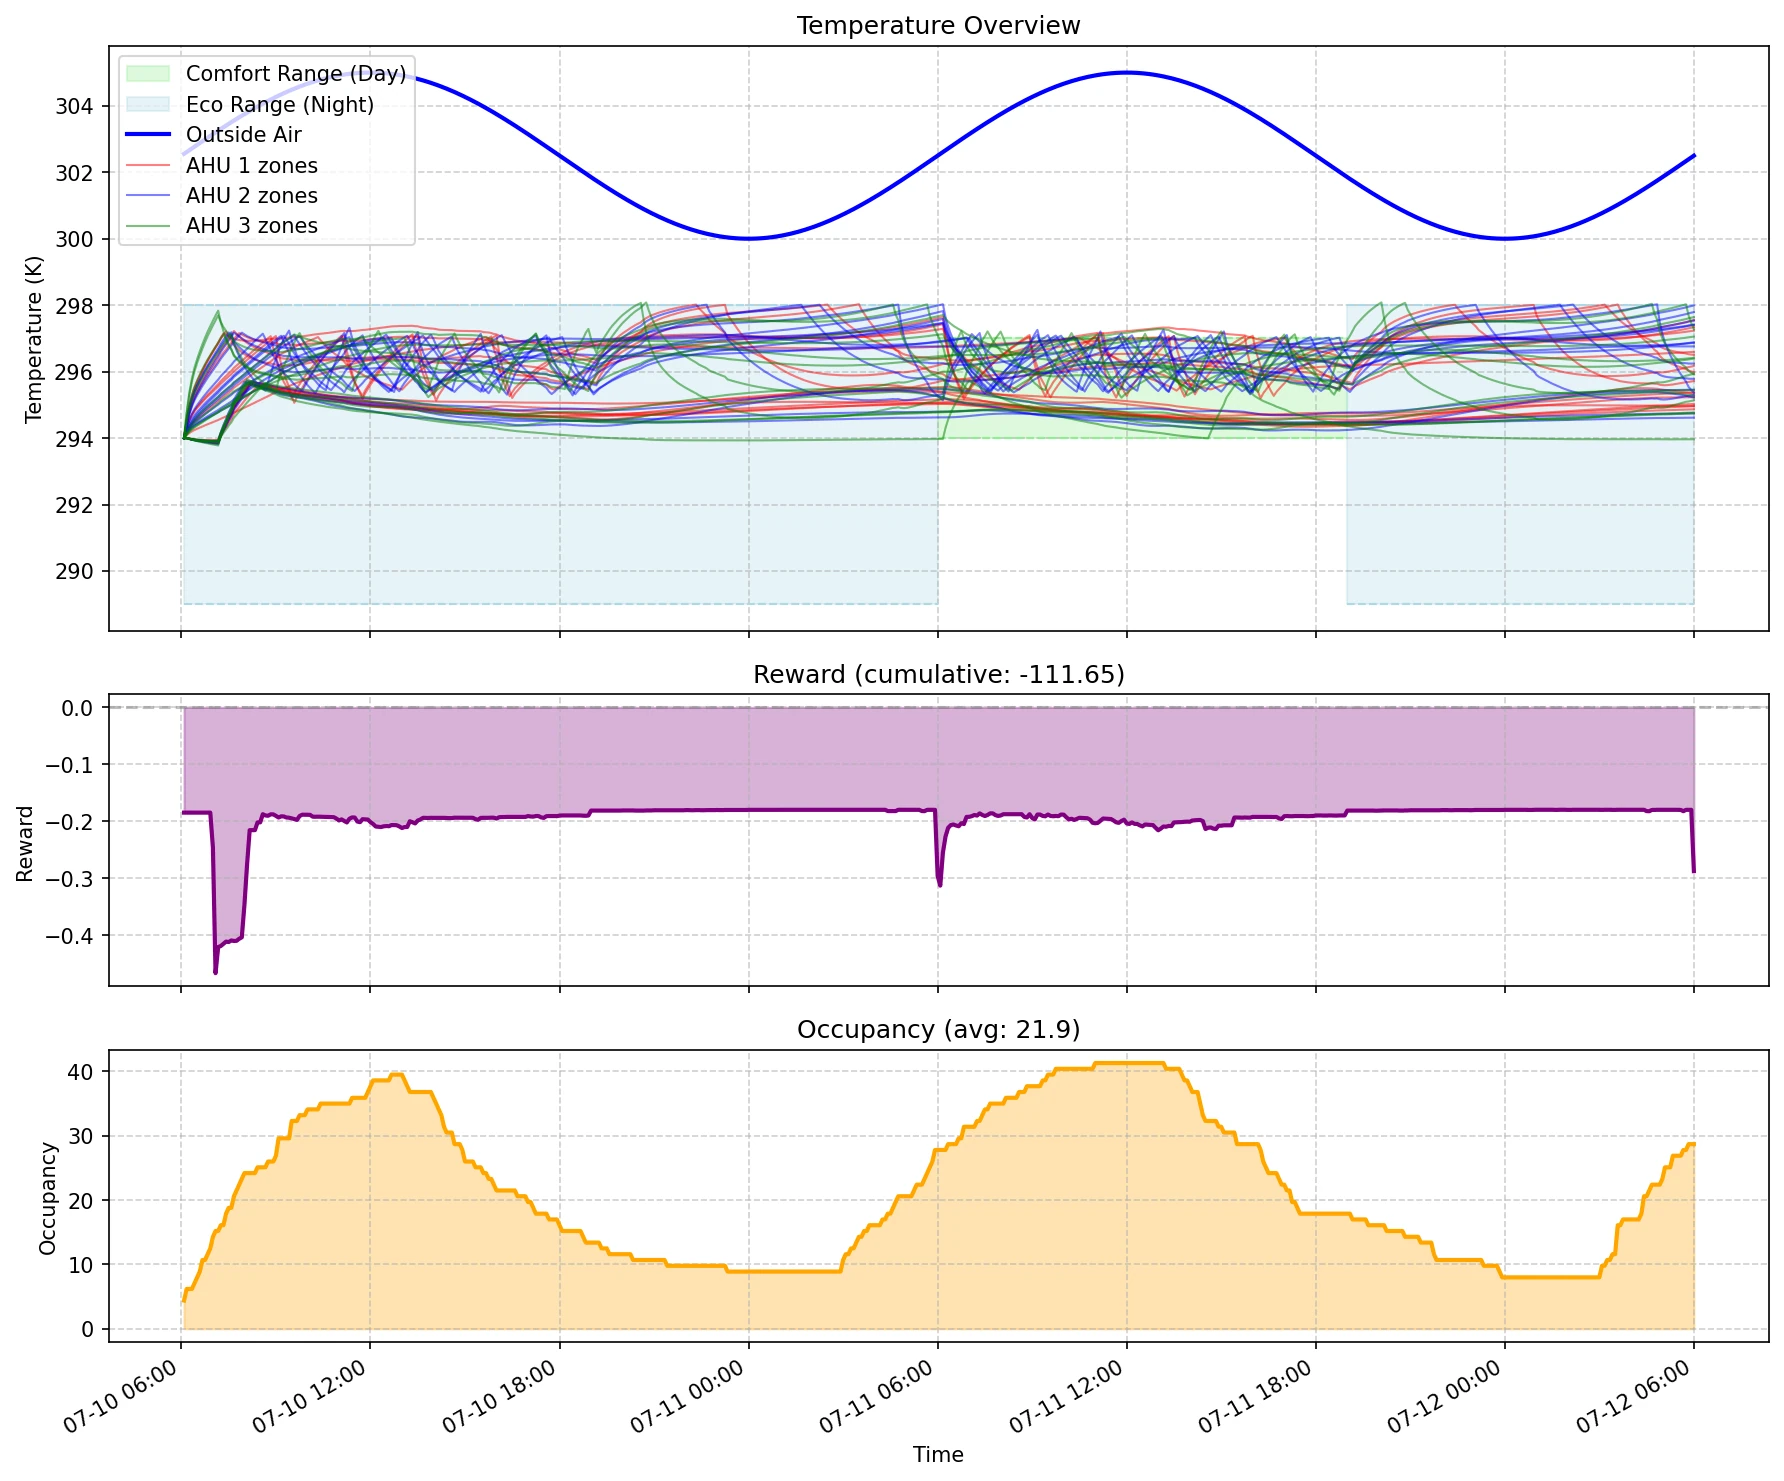 Temperature Overview
Comfort Range (Day)
Eco Range (Night)
Outside Air
AHU 1 zones
AHU 2 zones
AHU 3 zones
Temperature (K)
304
302
300
298
296
294
292
290
Reward (cumulative: -111.65)
Reward
0.0
−0.1
−0.2
−0.3
−0.4
Occupancy (avg: 21.9)
Occupancy
40
30
20
10
0
07-10 06:00
07-10 12:00
07-10 18:00
07-11 00:00
07-11 06:00
07-11 12:00
07-11 18:00
07-12 00:00
07-12 06:00
Time